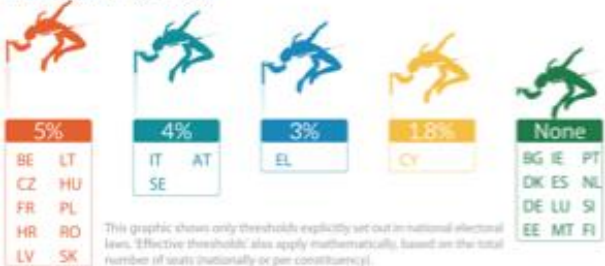 5%
BE LT
CZ HU
FR PL
HR RO
LV SK
4%
IT AT
SE
3%
EL
1.8%
CY
None
BG IE PT
DK ES NL
DE LU SI
EE MT FI
This graphic shows only thresholds explicitly set out in national electoral
laws. 'Effective thresholds' also apply mathematically, based on the total
number of seats (nationally or per constituency).